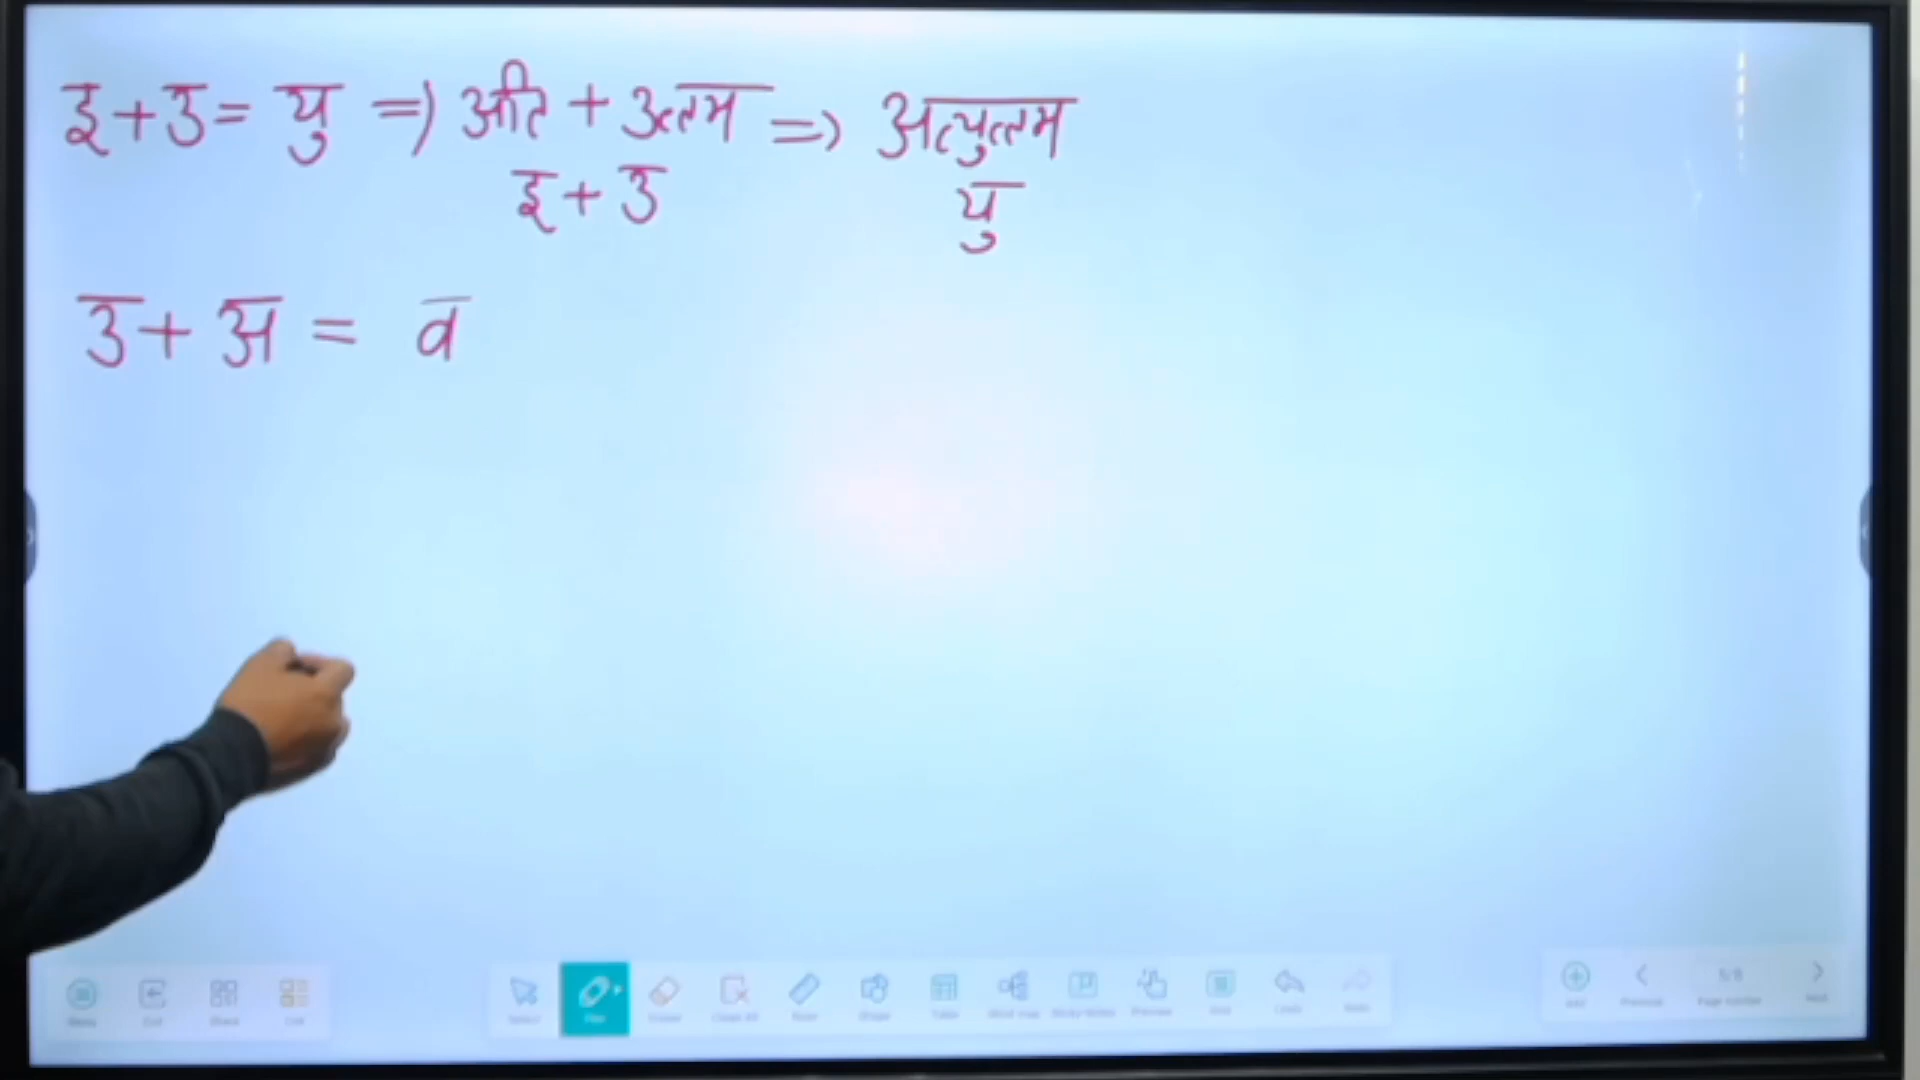 इ+उ= यु => अति + उत्तम => अत्युत्तम
इ + उ यु
उ + अ = व